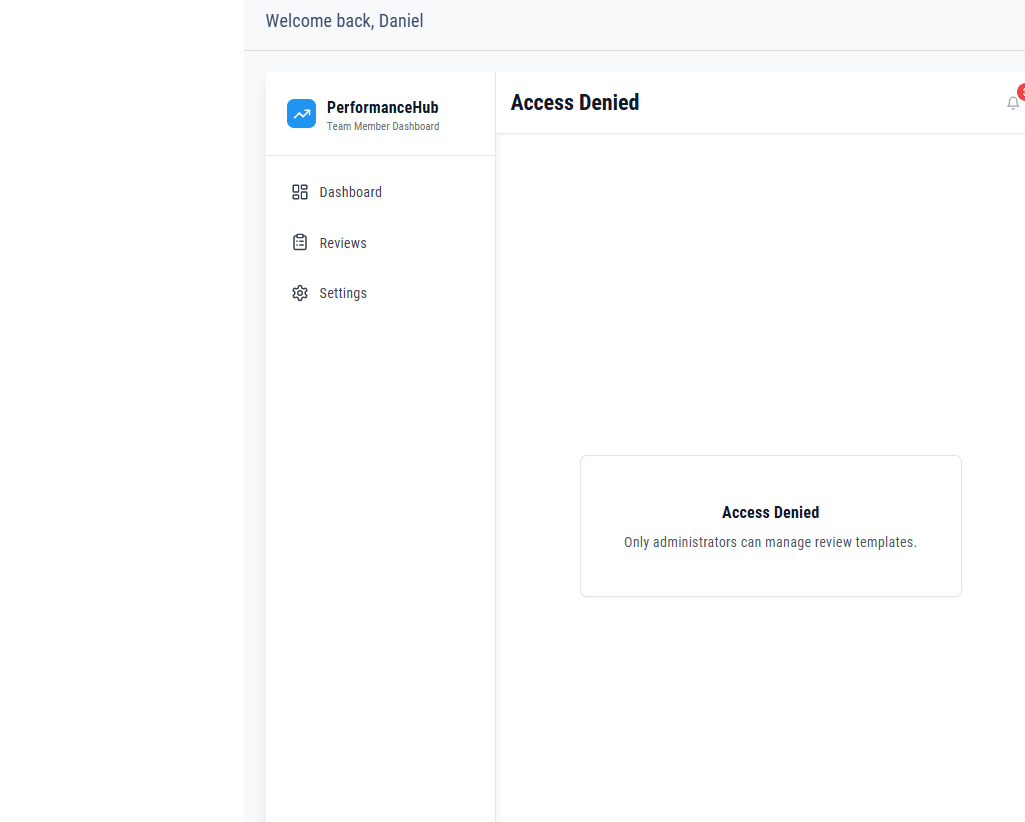 Welcome back, Daniel
PerformanceHub
Team Member Dashboard
Dashboard
Reviews
Settings
Access Denied
Access Denied
Only administrators can manage review templates.